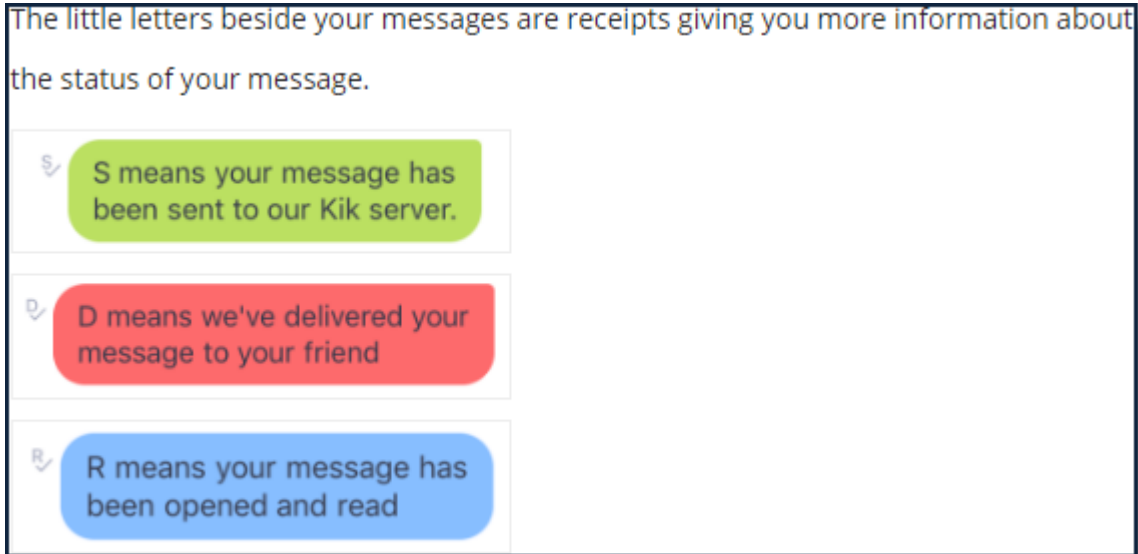 The little letters beside your messages are receipts giving you more information about
the status of your message.
S
S means your message has
been sent to our Kik server.
D
D means we've delivered your
message to your friend
R
R means your message has
been opened and read